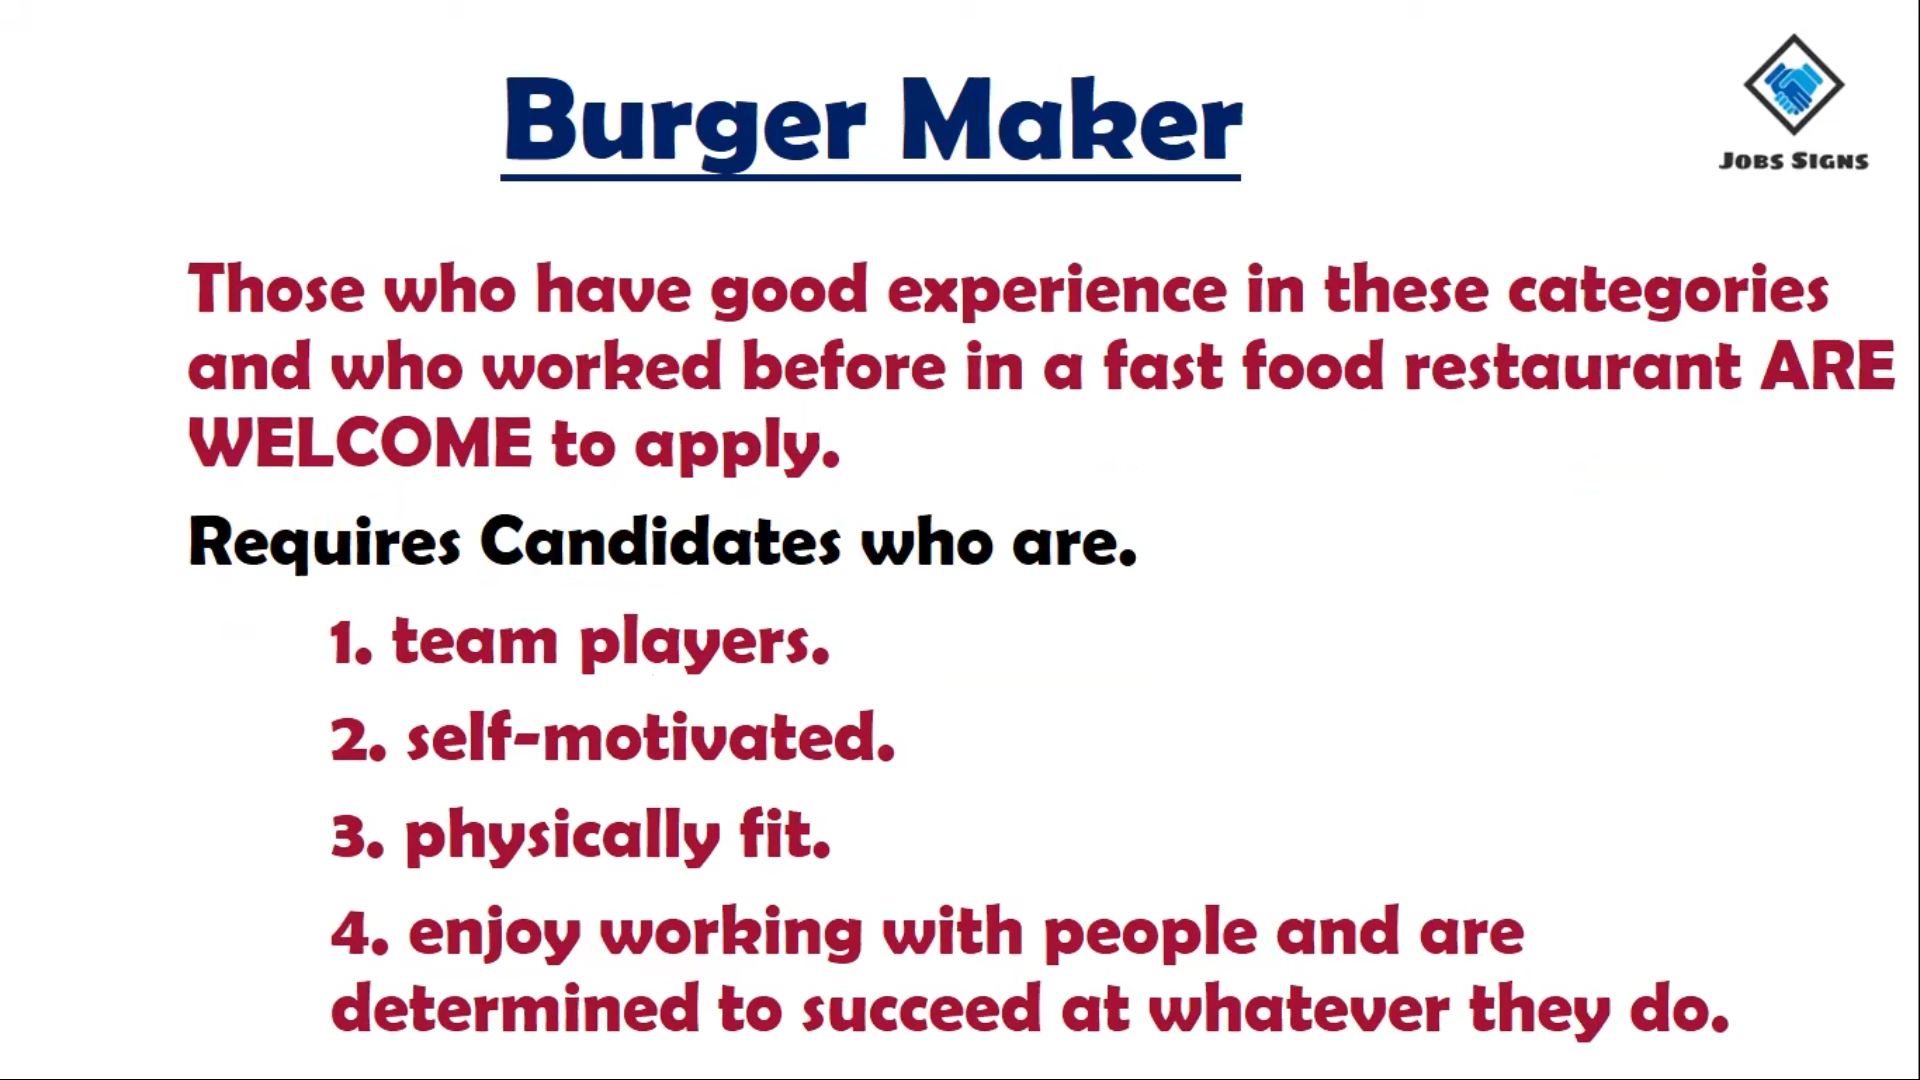 Burger Maker
JOBS SIGNS
Those who have good experience in these categories
and who worked before in a fast food restaurant ARE
WELCOME to apply.
Requires Candidates who are.
1. team players.
2. self-motivated.
3. physically fit.
4. enjoy working with people and are
determined to succeed at whatever they do.